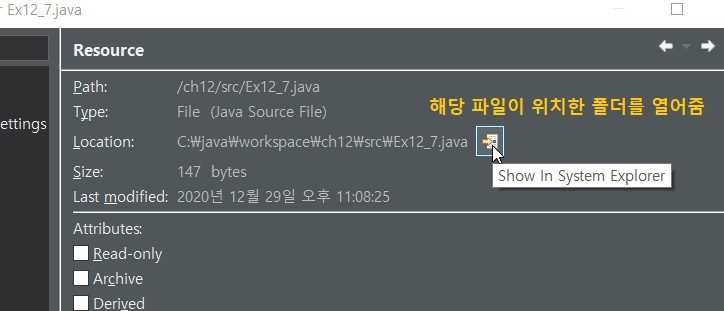 Ex12_7.java
Resource
Path: /ch12/src/Ex12_7.java
Type: File (Java Source File)
해당 파일이 위치한 폴더를 열어줌
ettings
Location: C:₩java₩workspace₩ch12₩src₩Ex12_7.java
Show In System Explorer
Size: 147 bytes
Last modified: 2020년 12월 29일 오후 11:08:25
Attributes:
Read-only
Archive
Derived